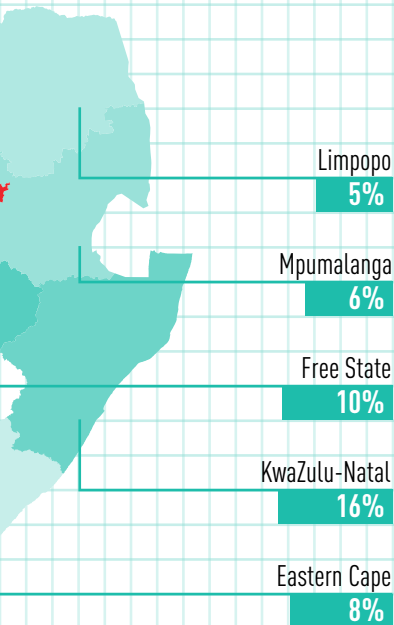 Limpopo
5%
Mpumalanga
6%
Free State
10%
KwaZulu-Natal
16%
Eastern Cape
8%